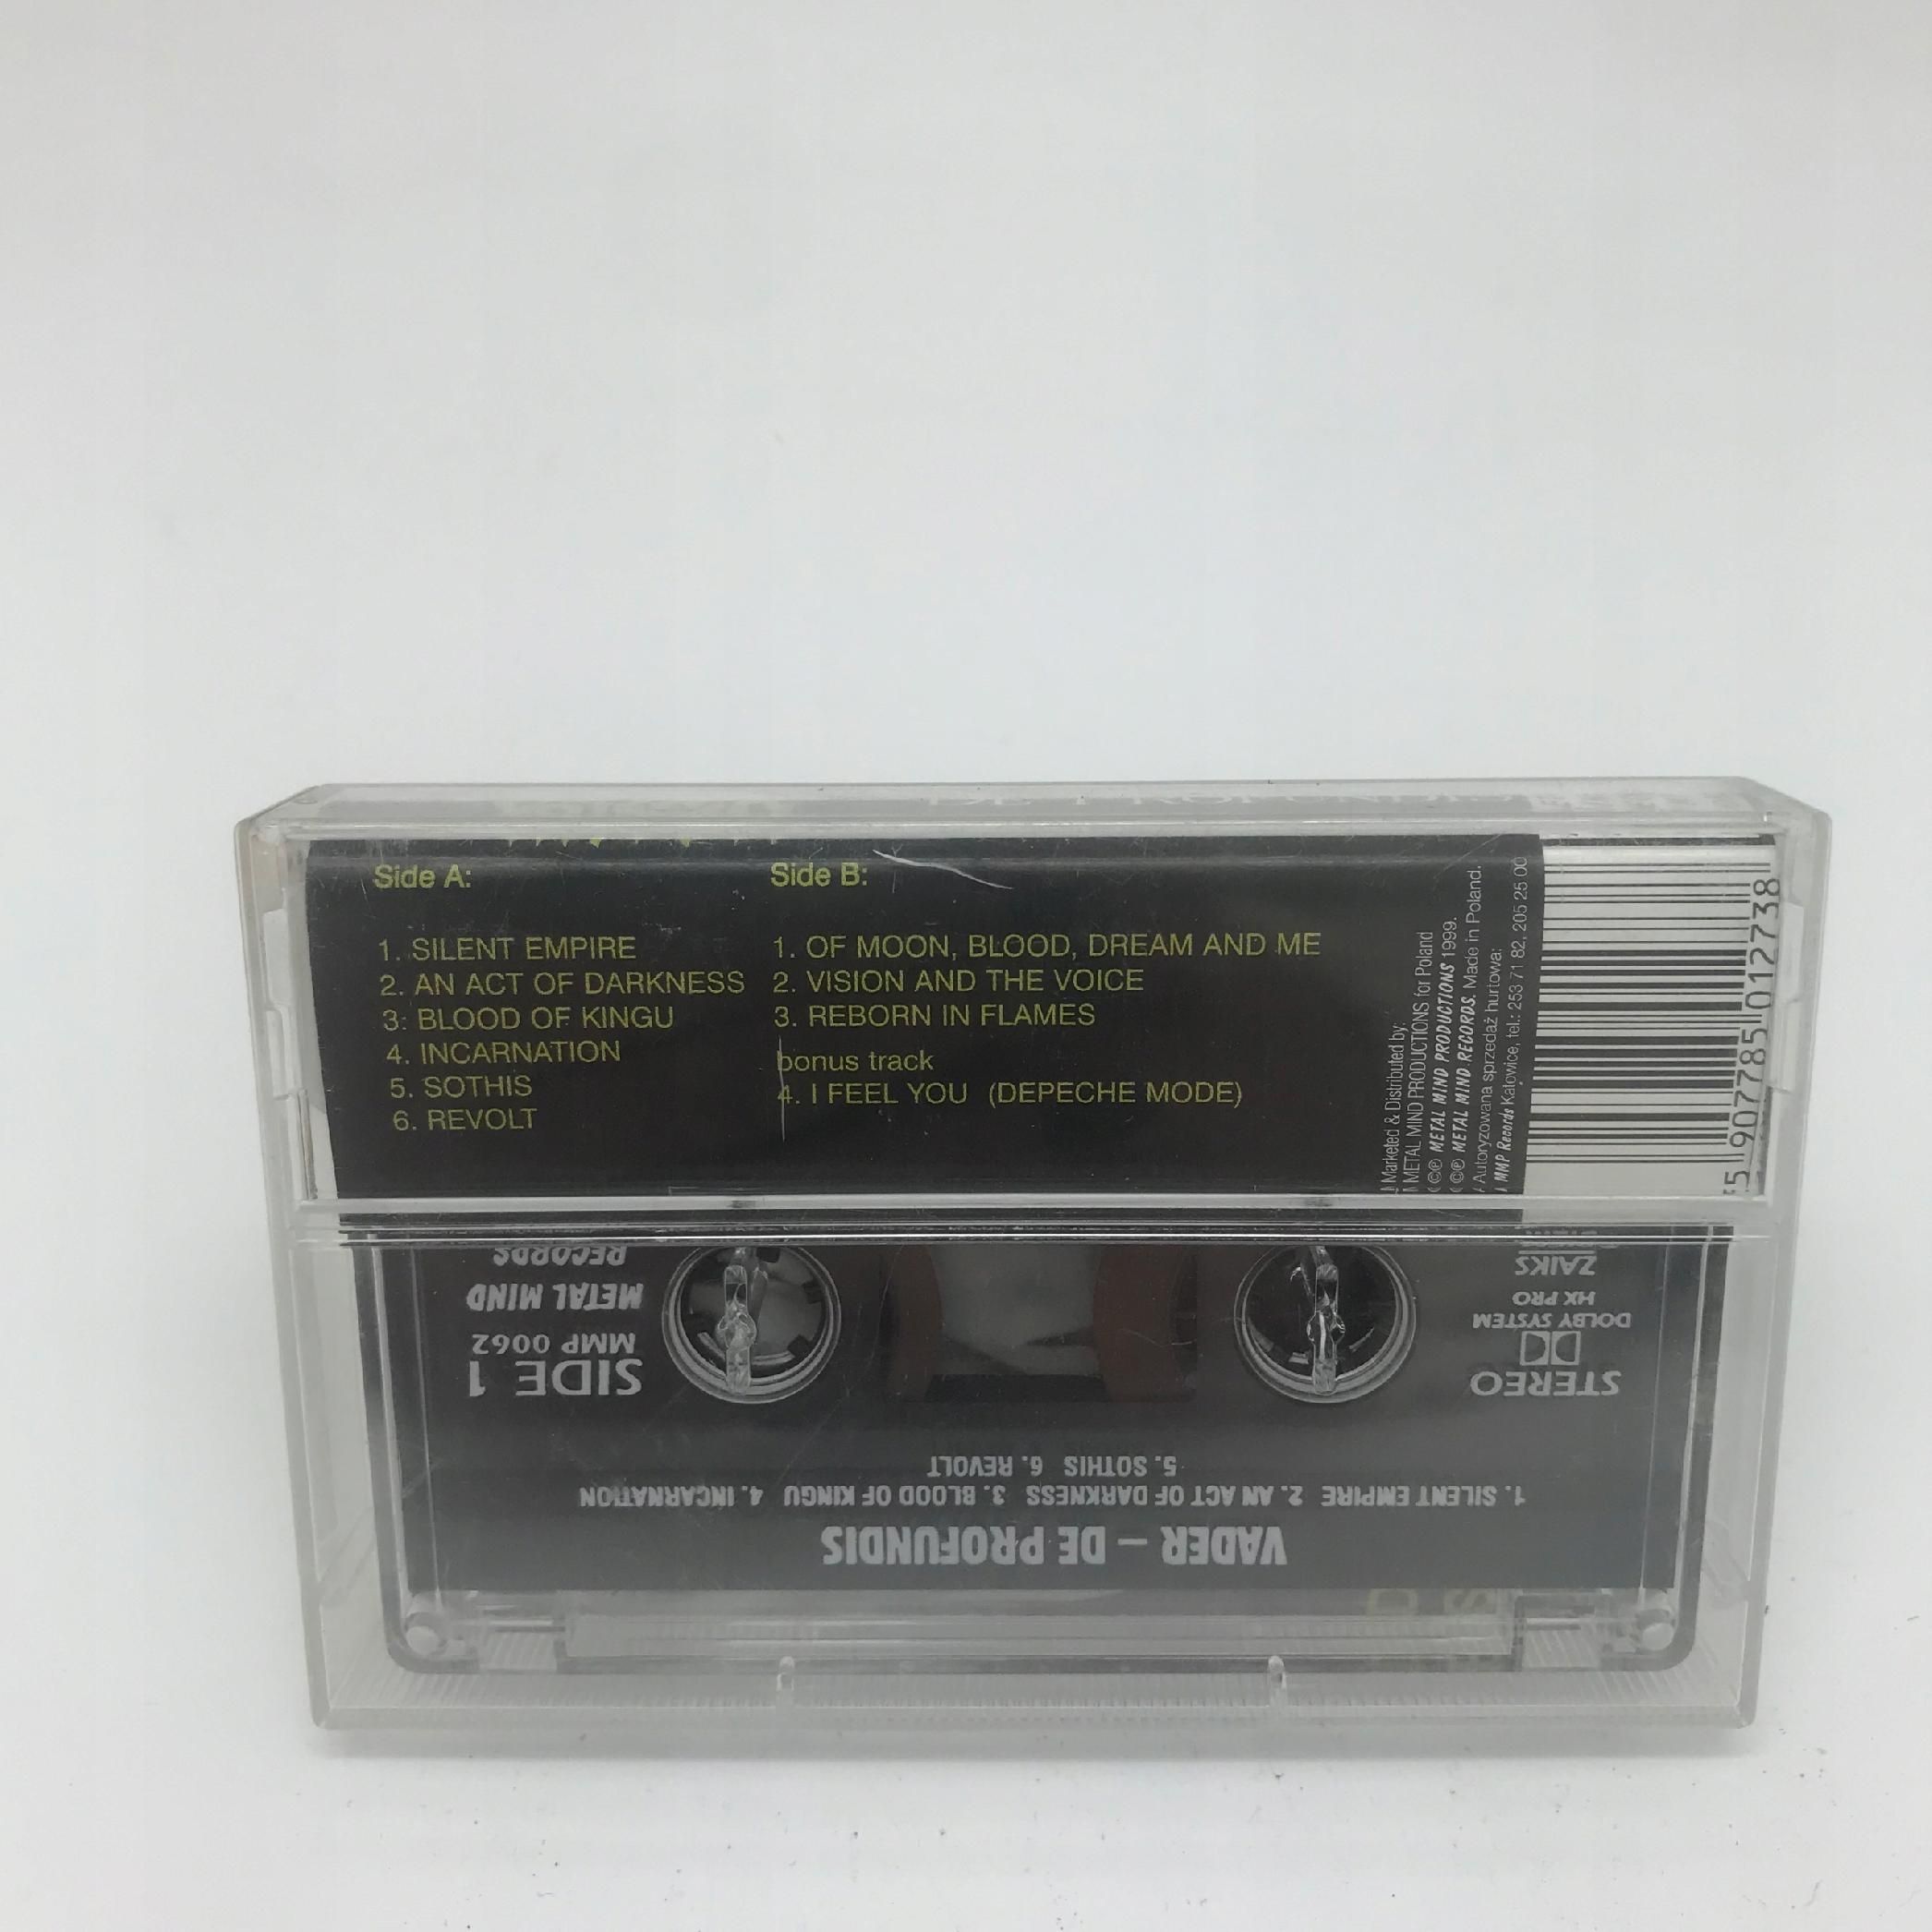 Side A:
1. SILENT EMPIRE
2. AN ACT OF DARKNESS
3. BLOOD OF KINGU
4. INCARNATION
5. SOTHIS
6. REVOLT
Side B:
1. OF MOON, BLOOD, DREAM AND ME
2. VISION AND THE VOICE
3. REBORN IN FLAMES
bonus track
4. I FEEL YOU (DEPECHE MODE)
Marketed & Distributed by:
METAL MIND PRODUCTIONS for Poland
©℗ METAL MIND PRODUCTIONS 1999.
©℗ METAL MIND RECORDS. Made in Poland.
Autoryzowana sprzedaż hurtowa:
MMP Records Katowice, tel.: 253 71 82, 205 25 00
5 907785 012738
VADER – DE PROFUNDIS
1. SILENT EMPIRE 2. AN ACT OF DARKNESS 3. BLOOD OF KINGU 4. INCARNATION
5. SOTHIS 6. REVOLT
STEREO
DOLBY SYSTEM
HX PRO
ZAIKS
SIDE 1
MMP 0062
METAL MIND
RECORDS